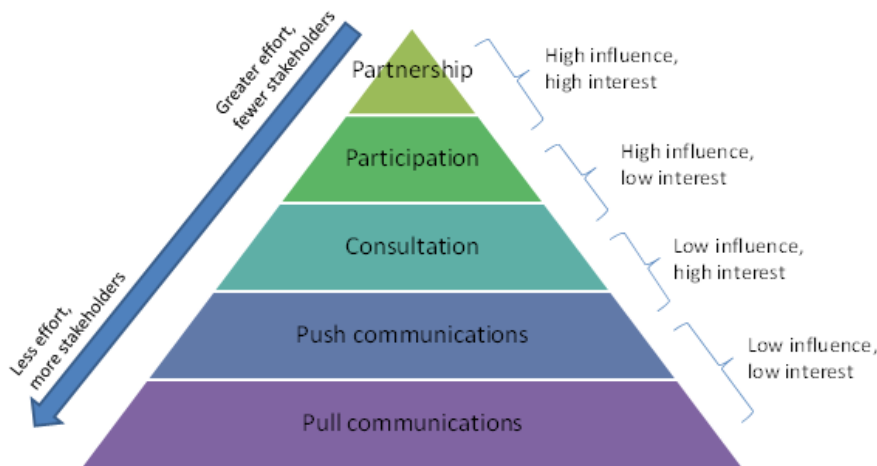 Greater effort,
fewer stakeholders
Less effort,
more stakeholders
Partnership
Participation
Consultation
Push communications
Pull communications
High influence,
high interest
High influence,
low interest
Low influence,
high interest
Low influence,
low interest